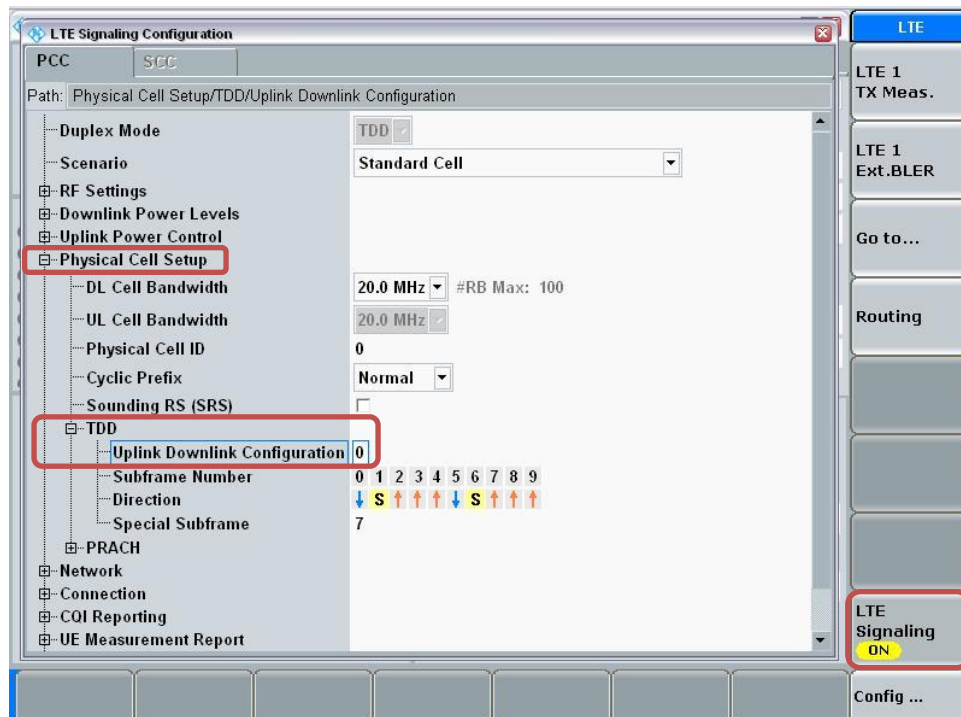 LTE Signaling Configuration
PCC SCC
Path: Physical Cell Setup/TDD/Uplink Downlink Configuration
Duplex Mode TDD
Scenario Standard Cell
RF Settings
Downlink Power Levels
Uplink Power Control
Physical Cell Setup
DL Cell Bandwidth 20.0 MHz #RB Max: 100
UL Cell Bandwidth 20.0 MHz
Physical Cell ID 0
Cyclic Prefix Normal
Sounding RS (SRS)
TDD
Uplink Downlink Configuration 0
Subframe Number 0 1 2 3 4 5 6 7 8 9
Direction ↓ S ↑ ↑ ↑ ↓ S ↑ ↑ ↑
Special Subframe 7
PRACH
Network
Connection
CQI Reporting
UE Measurement Report
LTE
LTE 1
TX Meas.
LTE 1
Ext.BLER
Go to...
Routing
LTE
Signaling
ON
Config ...